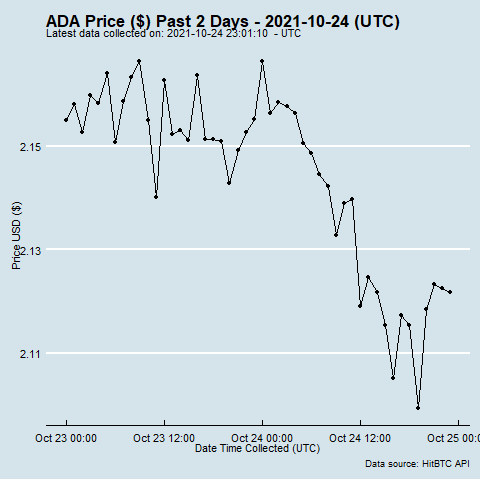 ADA Price ($) Past 2 Days - 2021-10-24 (UTC)
Latest data collected on: 2021-10-24 23:01:10  - UTC
2.15
2.13
2.11
Price USD ($)
Oct 23 00:00 Oct 23 12:00 Oct 24 00:00 Oct 24 12:00 Oct 25 00:00
Date Time Collected (UTC)
Data source: HitBTC API